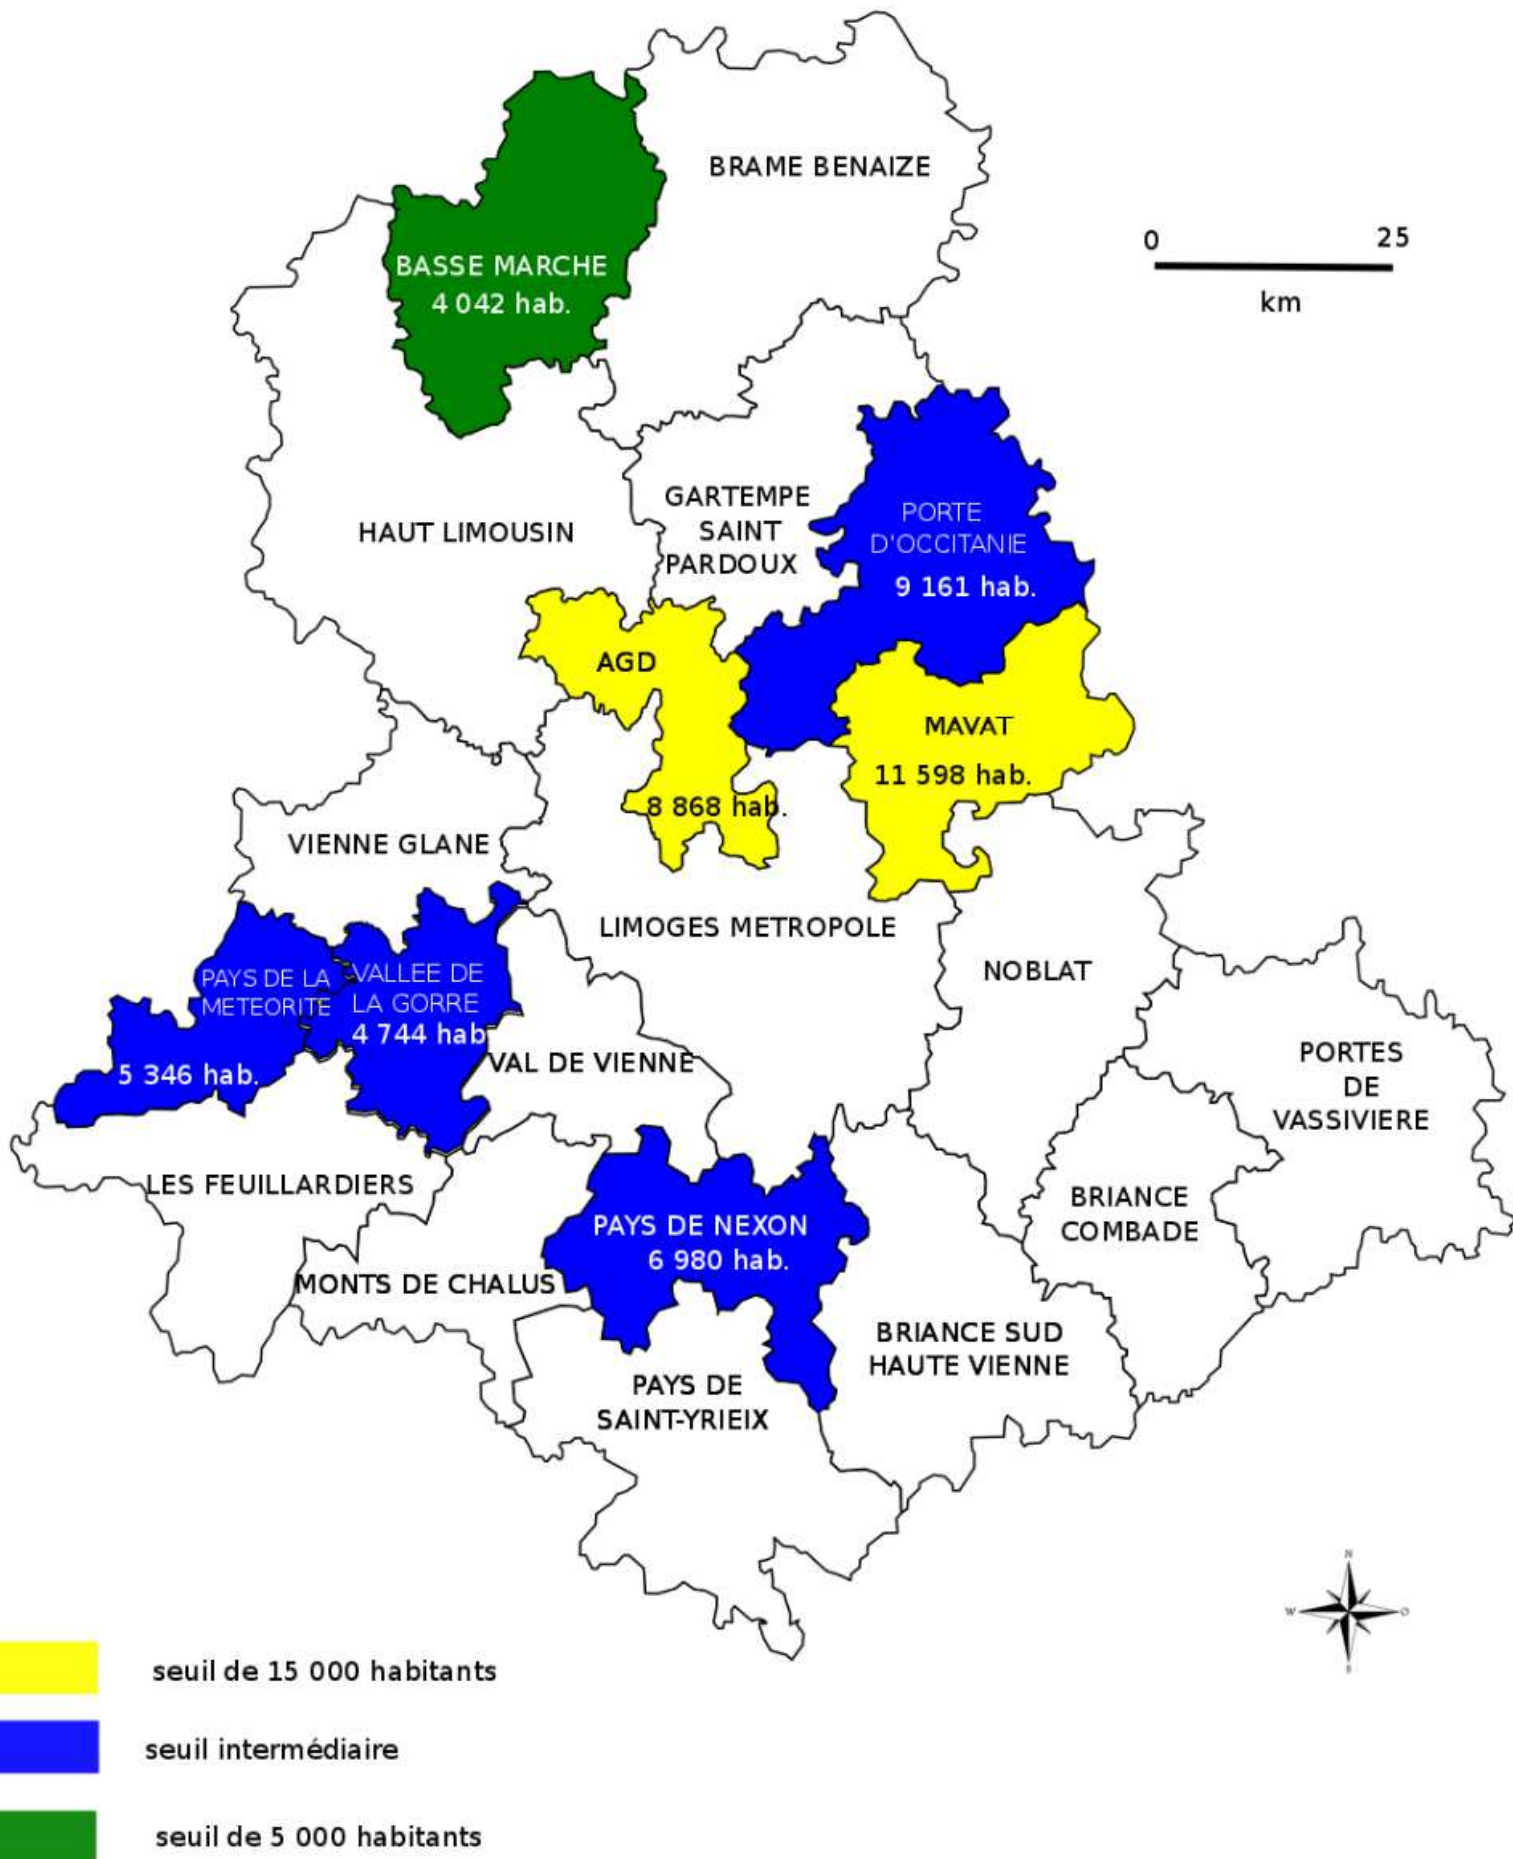 BRAME BENAIZE
0 25
km
BASSE MARCHE
4 042 hab.
GARTEMPE
SAINT
PARDOUX
HAUT LIMOUSIN
PORTE
D'OCCITANIE
9 161 hab.
AGD
8 868 hab.
MAVAT
11 598 hab.
VIENNE GLANE
LIMOGES METROPOLE
NOBLAT
PAYS DE LA
METEORITE
5 346 hab.
VALLEE DE
LA GORRE
4 744 hab
VAL DE VIENNE
PORTES
DE
VASSIVIERE
LES FEUILLARDIERS
PAYS DE NEXON
6 980 hab.
BRIANCE
COMBADE
MONTS DE CHALUS
BRIANCE SUD
HAUTE VIENNE
PAYS DE
SAINT-YRIEIX
N
W O
S
seuil de 15 000 habitants
seuil intermédiaire
seuil de 5 000 habitants